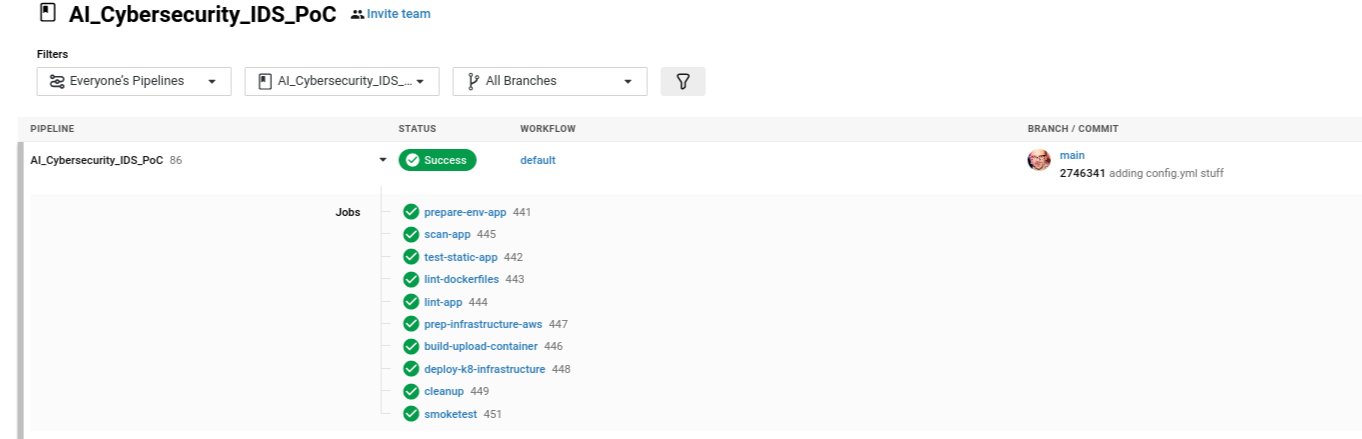 AI_Cybersecurity_IDS_PoC Invite team
Filters
Everyone's Pipelines AI_Cybersecurity_IDS_... All Branches
PIPELINE STATUS WORKFLOW BRANCH / COMMIT
AI_Cybersecurity_IDS_PoC 86 Success default main
2746341 adding config.yml stuff
Jobs prepare-env-app 441
scan-app 445
test-static-app 442
lint-dockerfiles 443
lint-app 444
prep-infrastructure-aws 447
build-upload-container 446
deploy-k8-infrastructure 448
cleanup 449
smoketest 451